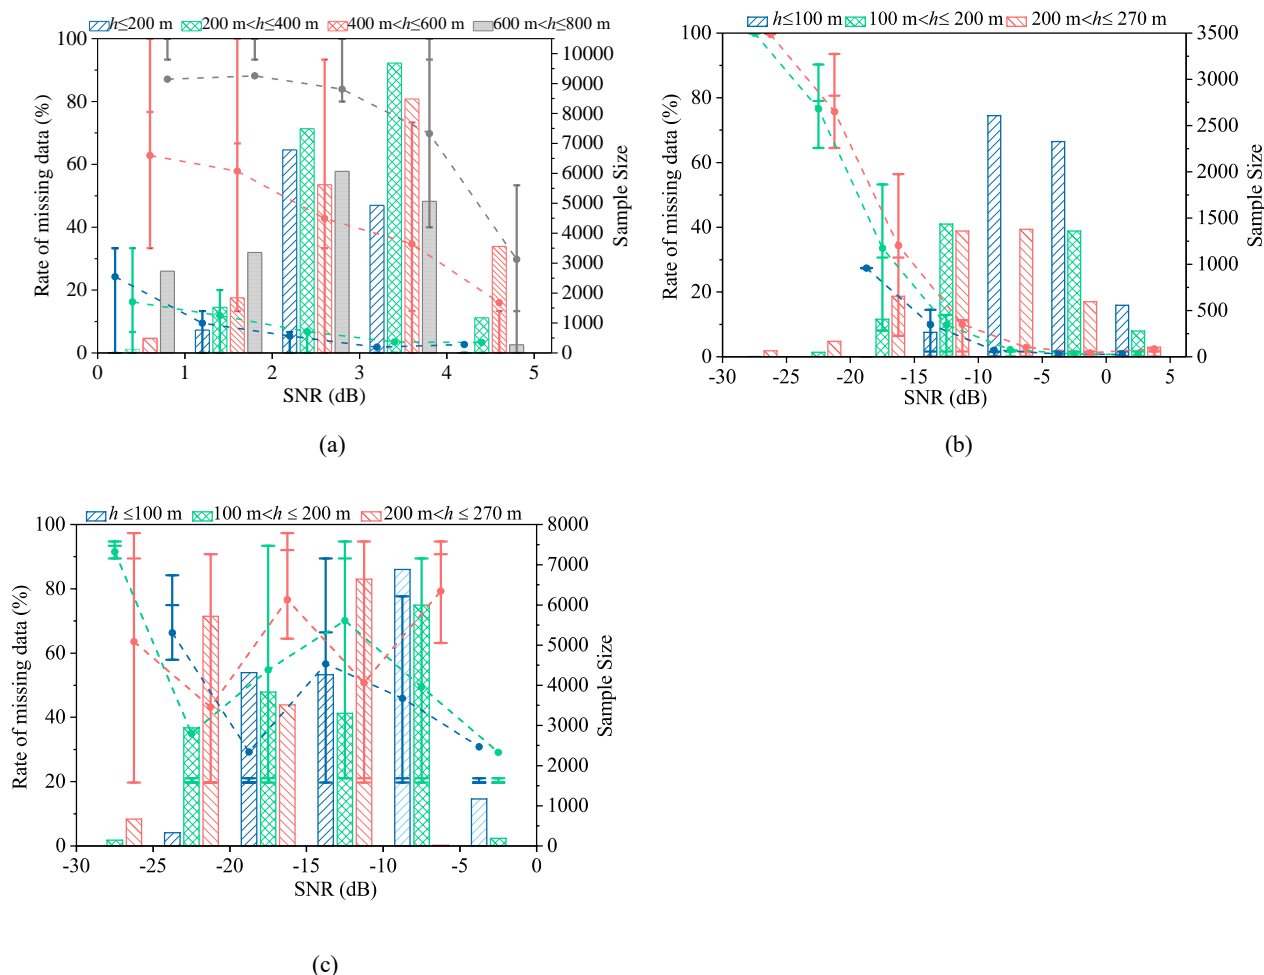 h≤200 m 200 m<h≤400 m 400 m<h≤600 m 600 m<h≤800 m
100
80
60
40
20
0
Rate of missing data (%)
10000
9000
8000
7000
6000
5000
4000
3000
2000
1000
0
Sample Size
0 1 2 3 4 5
SNR (dB)
(a)
h≤100 m 100 m<h≤ 200 m 200 m<h≤ 270 m
100
80
60
40
20
0
Rate of missing data (%)
3500
3000
2500
2000
1500
1000
500
0
Sample Size
-30 -25 -20 -15 -10 -5 0 5
SNR (dB)
(b)
h ≤100 m 100 m<h ≤ 200 m 200 m<h ≤ 270 m
100
80
60
40
20
0
Rate of missing data (%)
8000
7000
6000
5000
4000
3000
2000
1000
0
Sample Size
-30 -25 -20 -15 -10 -5 0
SNR (dB)
(c)